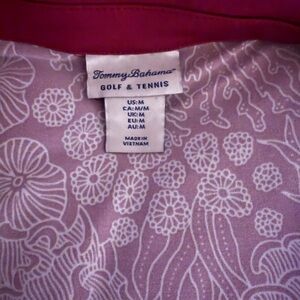 Tommy Bahama
GOLF & TENNIS
US:M
CA:M/M
UK:M
EU:M
AU:M
MADE IN
VIETNAM